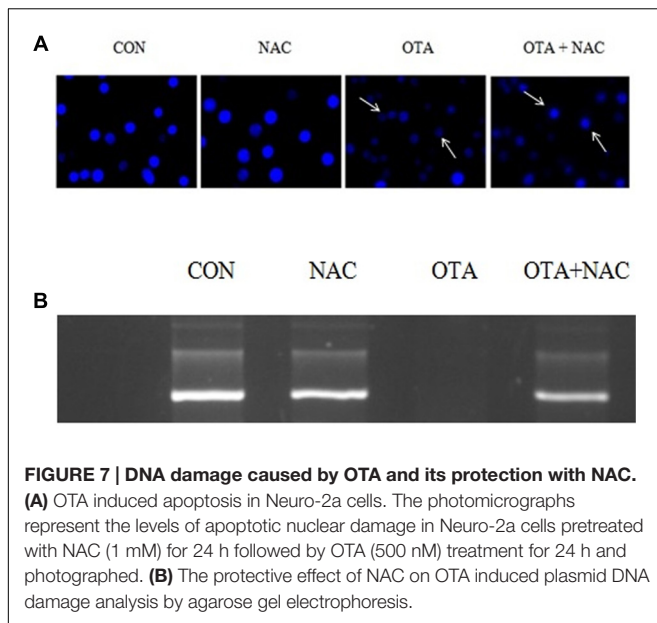 A
CON NAC OTA OTA + NAC
CON NAC OTA OTA+NAC
B
FIGURE 7 | DNA damage caused by OTA and its protection with NAC.
(A) OTA induced apoptosis in Neuro-2a cells. The photomicrographs
represent the levels of apoptotic nuclear damage in Neuro-2a cells pretreated
with NAC (1 mM) for 24 h followed by OTA (500 nM) treatment for 24 h and
photographed. (B) The protective effect of NAC on OTA induced plasmid DNA
damage analysis by agarose gel electrophoresis.